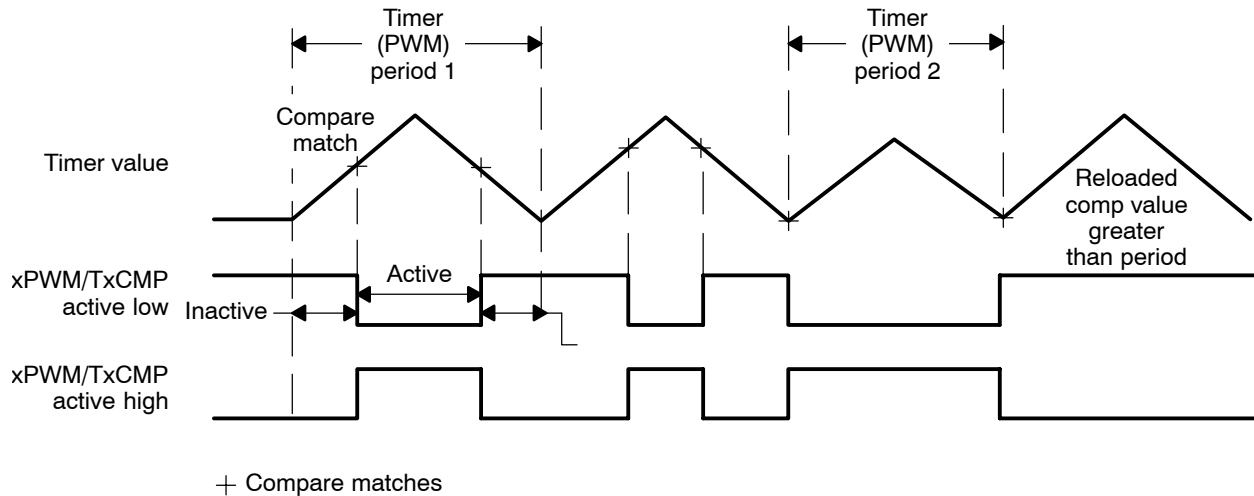 Timer
(PWM)
period 1
Timer
(PWM)
period 2
Compare
match
Timer value
Reloaded
comp value
greater
than period
xPWM/TxCMP
active low
Active
Inactive
xPWM/TxCMP
active high
+ Compare matches